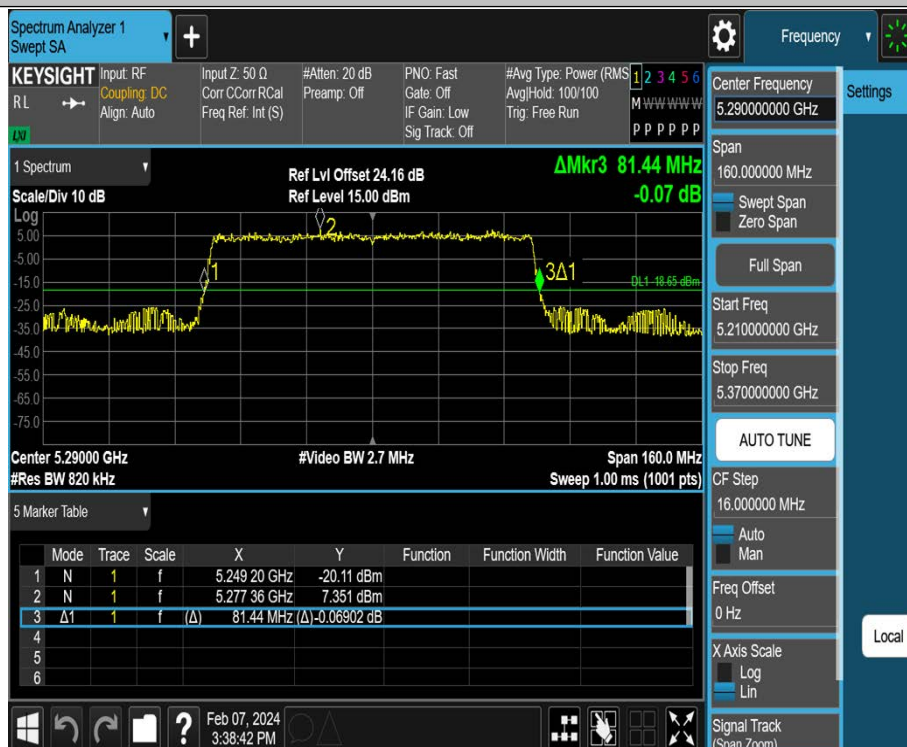 Spectrum Analyzer 1
Swept SA
+
Frequency
KEYSIGHT
RL
LXI
Input: RF
Coupling: DC
Align: Auto
Input Z: 50 Ω
Corr CCorr RCal
Freq Ref: Int (S)
#Atten: 20 dB
Preamp: Off
PNO: Fast
Gate: Off
IF Gain: Low
Sig Track: Off
#Avg Type: Power (RMS
Avg|Hold: 100/100
Trig: Free Run
1 2 3 4 5 6
M W W W W W
P P P P P P
1 Spectrum
Scale/Div 10 dB
Ref Lvl Offset 24.16 dB
Ref Level 15.00 dBm
ΔMkr3 81.44 MHz
-0.07 dB
Log
5.00
-5.00
-15.0
-25.0
-35.0
-45.0
-55.0
-65.0
-75.0
1
2
3Δ1
DL1 -18.65 dBm
Center 5.29000 GHz
#Video BW 2.7 MHz
Span 160.0 MHz
#Res BW 820 kHz
Sweep 1.00 ms (1001 pts)
5 Marker Table
Mode Trace Scale X Y Function Function Width Function Value
1 N 1 f 5.249 20 GHz -20.11 dBm
2 N 1 f 5.277 36 GHz 7.351 dBm
3 Δ1 1 f (Δ) 81.44 MHz (Δ) -0.06902 dB
4
5
6
?
Feb 07, 2024
3:38:42 PM
Center Frequency
5.290000000 GHz
Span
160.000000 MHz
Swept Span
Zero Span
Full Span
Start Freq
5.210000000 GHz
Stop Freq
5.370000000 GHz
AUTO TUNE
CF Step
16.000000 MHz
Auto
Man
Freq Offset
0 Hz
X Axis Scale
Log
Lin
Signal Track
(Span Zoom)
Settings
Local